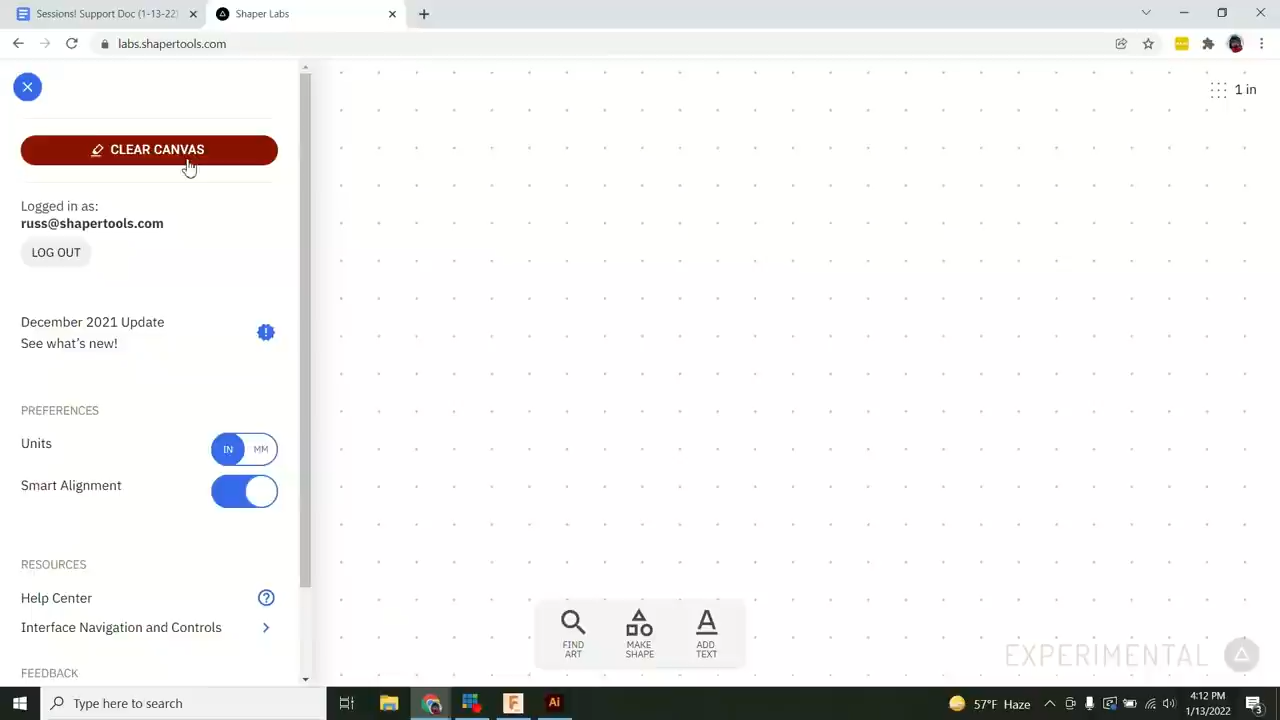 Sessions! Support Doc (1-13-22)
Shaper Labs
labs.shapertools.com
1 in
CLEAR CANVAS
Logged in as:
russ@shapertools.com
LOG OUT
December 2021 Update
See what's new!
PREFERENCES
Units
IN
MM
Smart Alignment
RESOURCES
Help Center
Interface Navigation and Controls
FEEDBACK
FIND
ART
MAKE
SHAPE
ADD
TEXT
EXPERIMENTAL
Type here to search
Ai
57°F Haze
4:12 PM
1/13/2022
3